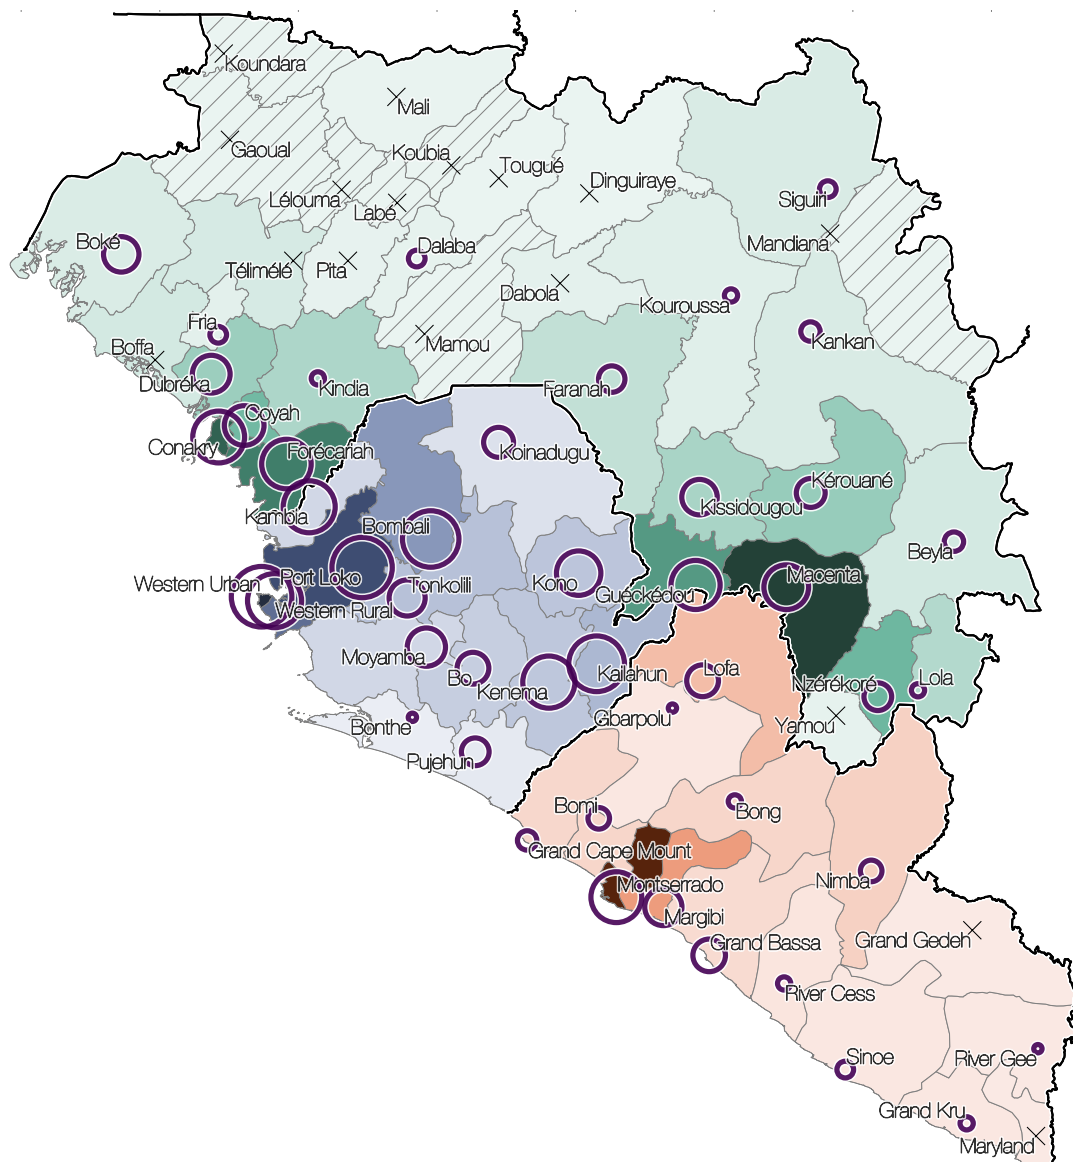 Koundara
Mali
Gaoual
Koubia
Tougué
Dinguiraye
Lélouma
Labé
Siguiri
Boké
Dalaba
Mandiana
Télimélé
Pita
Dabola
Kouroussa
Fria
Boffa
Mamou
Kankan
Dubréka
Kindia
Faranah
Coyah
Conakry
Forécariah
Koinadugu
Kérouané
Kissidougou
Kambia
Bombali
Beyla
Western Urban
Port Loko
Tonkolili
Kono
Guéckédou
Macenta
Western Rural
Moyamba
Bo
Kenema
Kailahun
Lofa
Nzérékoré
Lola
Bonthe
Gbarpolu
Yamou
Pujehun
Bomi
Bong
Grand Cape Mount
Montserrado
Nimba
Margibi
Grand Bassa
Grand Gedeh
River Cess
Sinoe
River Gee
Grand Kru
Maryland